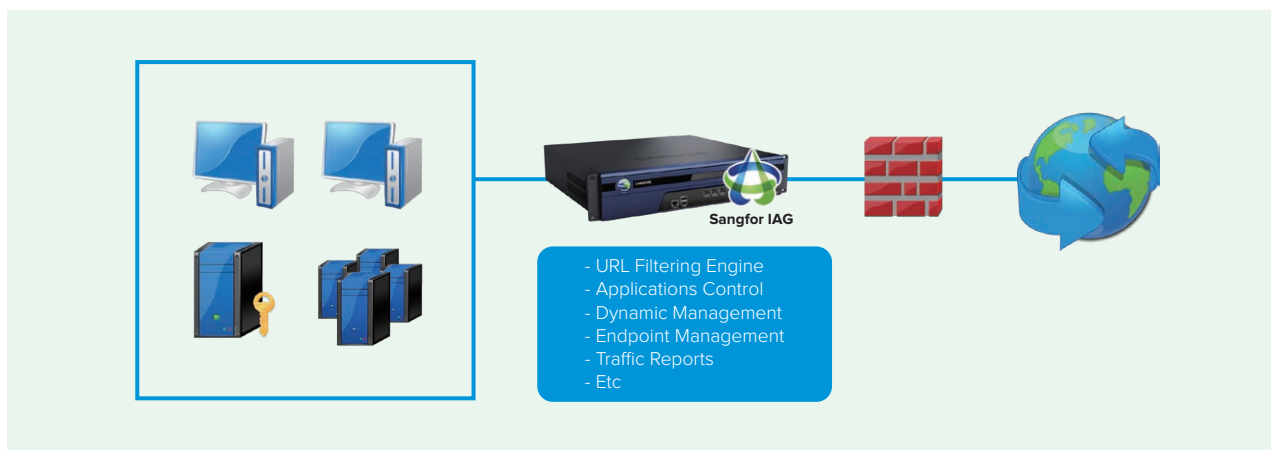 Sangfor IAG
- URL Filtering Engine
- Applications Control
- Dynamic Management
- Endpoint Management
- Traffic Reports
- Etc